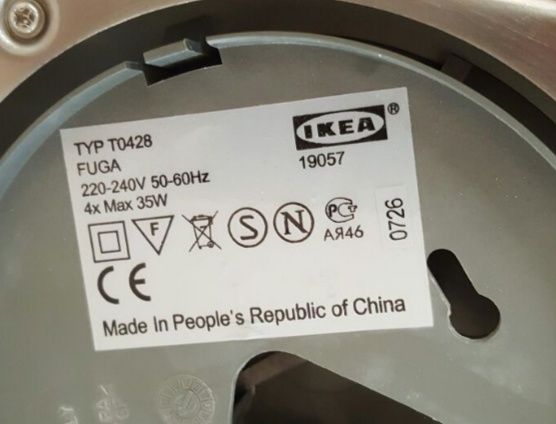 TYP T0428
FUGA
220-240V 50-60Hz
4x Max 35W
IKEA®
19057
F
S
N
АЯ46
0726
CE
Made In People's Republic of China